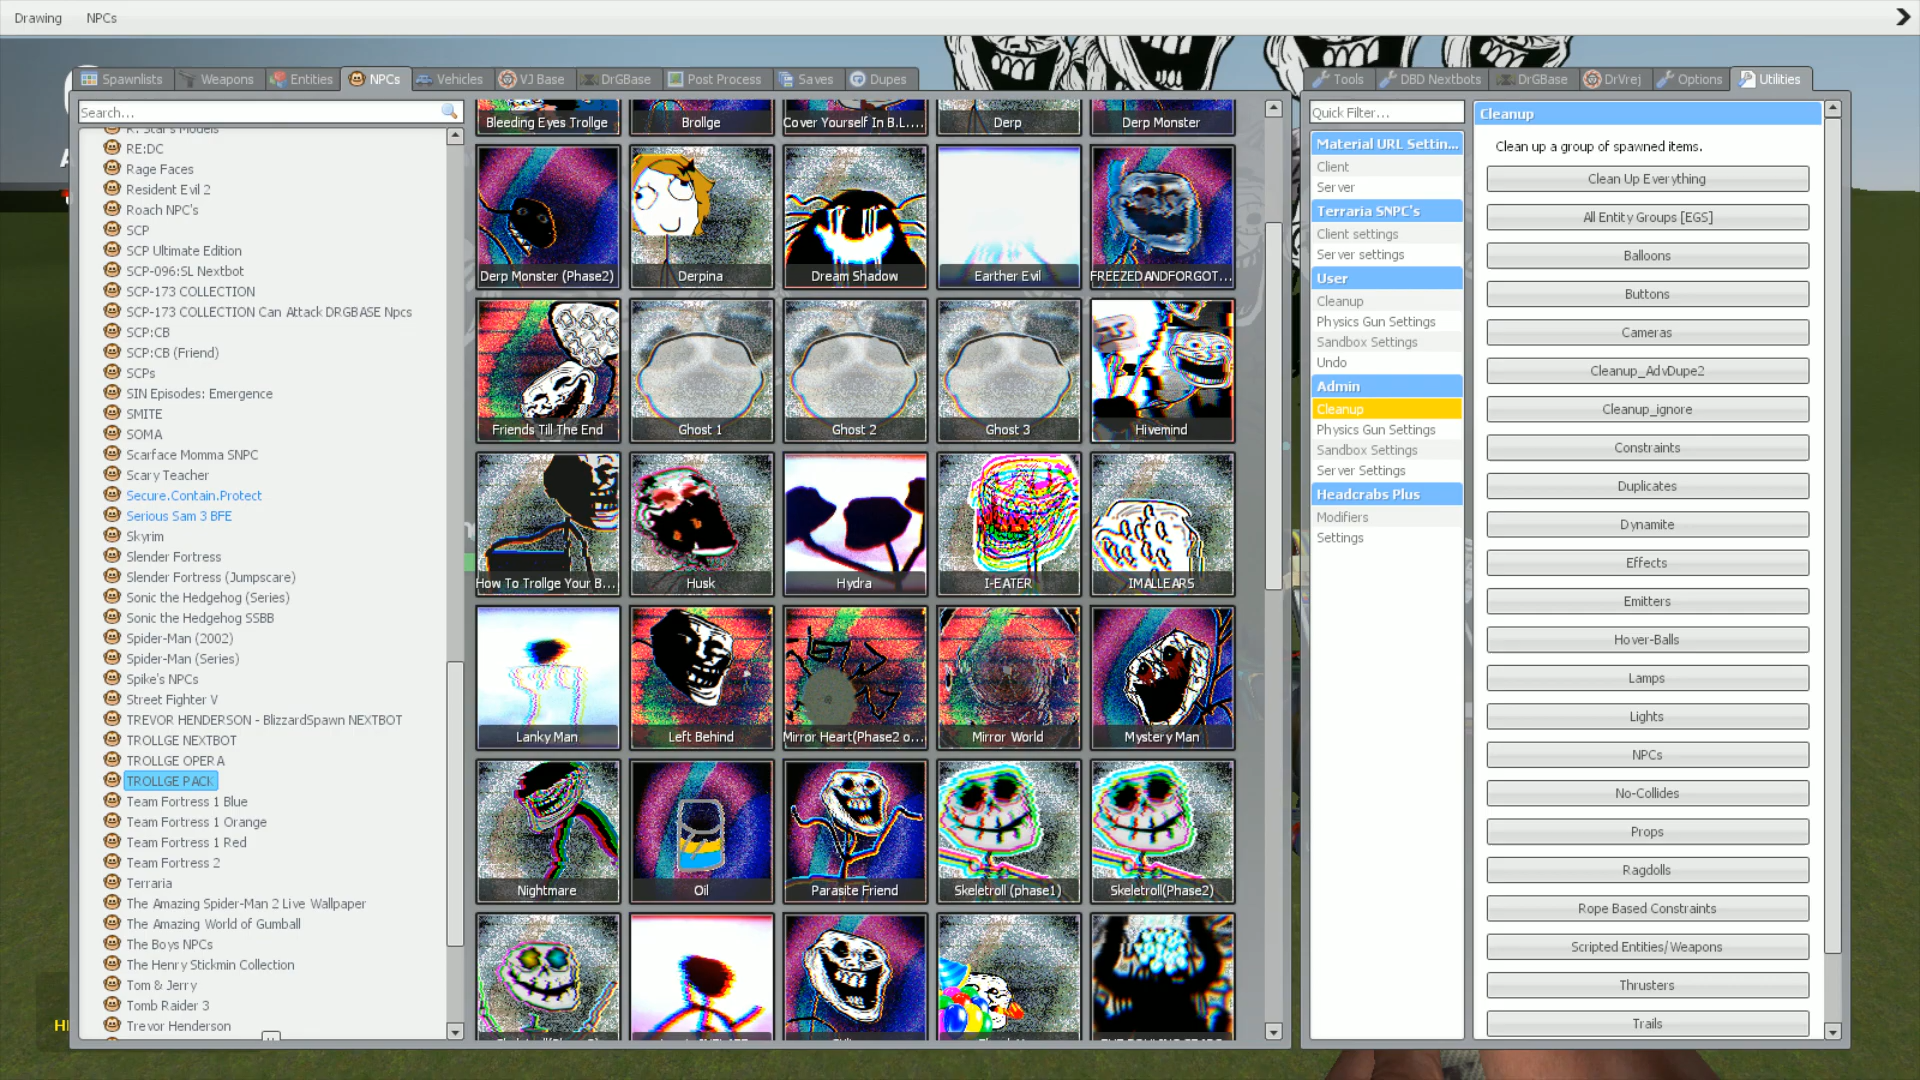 Drawing NPCs
Spawnlists Weapons Entities NPCs Vehicles VJ Base DrGBase Post Process Saves Dupes
Tools DBD Nextbots DrGBase DrVrej Options Utilities
Search...
R. Star's Models
RE:DC
Rage Faces
Resident Evil 2
Roach NPC's
SCP
SCP Ultimate Edition
SCP-096:SL Nextbot
SCP-173 COLLECTION
SCP-173 COLLECTION Can Attack DRGBASE Npcs
SCP:CB
SCP:CB (Friend)
SCPs
SIN Episodes: Emergence
SMITE
SOMA
Scarface Momma SNPC
Scary Teacher
Secure.Contain.Protect
Serious Sam 3 BFE
Skyrim
Slender Fortress
Slender Fortress (Jumpscare)
Sonic the Hedgehog (Series)
Sonic the Hedgehog SSBB
Spider-Man (2002)
Spider-Man (Series)
Spike's NPCs
Street Fighter V
TREVOR HENDERSON - BlizzardSpawn NEXTBOT
TROLLGE NEXTBOT
TROLLGE OPERA
TROLLGE PACK
Team Fortress 1 Blue
Team Fortress 1 Orange
Team Fortress 1 Red
Team Fortress 2
Terraria
The Amazing Spider-Man 2 Live Wallpaper
The Amazing World of Gumball
The Boys NPCs
The Henry Stickmin Collection
Tom & Jerry
Tomb Raider 3
Trevor Henderson
Bleeding Eyes Trollge
Brollge
Cover Yourself In B.L....
Derp
Derp Monster
Derp Monster (Phase2)
Derpina
Dream Shadow
Earther Evil
FREEZEDANDFORGOT...
Friends Till The End
Ghost 1
Ghost 2
Ghost 3
Hivemind
How To Trollge Your B...
Husk
Hydra
I-EATER
IMALLEARS
Lanky Man
Left Behind
Mirror Heart(Phase2 o...
Mirror World
Mystery Man
Nightmare
Oil
Parasite Friend
Skeletroll (phase1)
Skeletroll(Phase2)
Quick Filter...
Material URL Settin...
Client
Server
Terraria SNPC's
Client settings
Server settings
User
Cleanup
Physics Gun Settings
Sandbox Settings
Undo
Admin
Cleanup
Physics Gun Settings
Sandbox Settings
Server Settings
Headcrabs Plus
Modifiers
Settings
Cleanup
Clean up a group of spawned items.
Clean Up Everything
All Entity Groups [EGS]
Balloons
Buttons
Cameras
Cleanup_AdvDupe2
Cleanup_ignore
Constraints
Duplicates
Dynamite
Effects
Emitters
Hover-Balls
Lamps
Lights
NPCs
No-Collides
Props
Ragdolls
Rope Based Constraints
Scripted Entities/Weapons
Thrusters
Trails